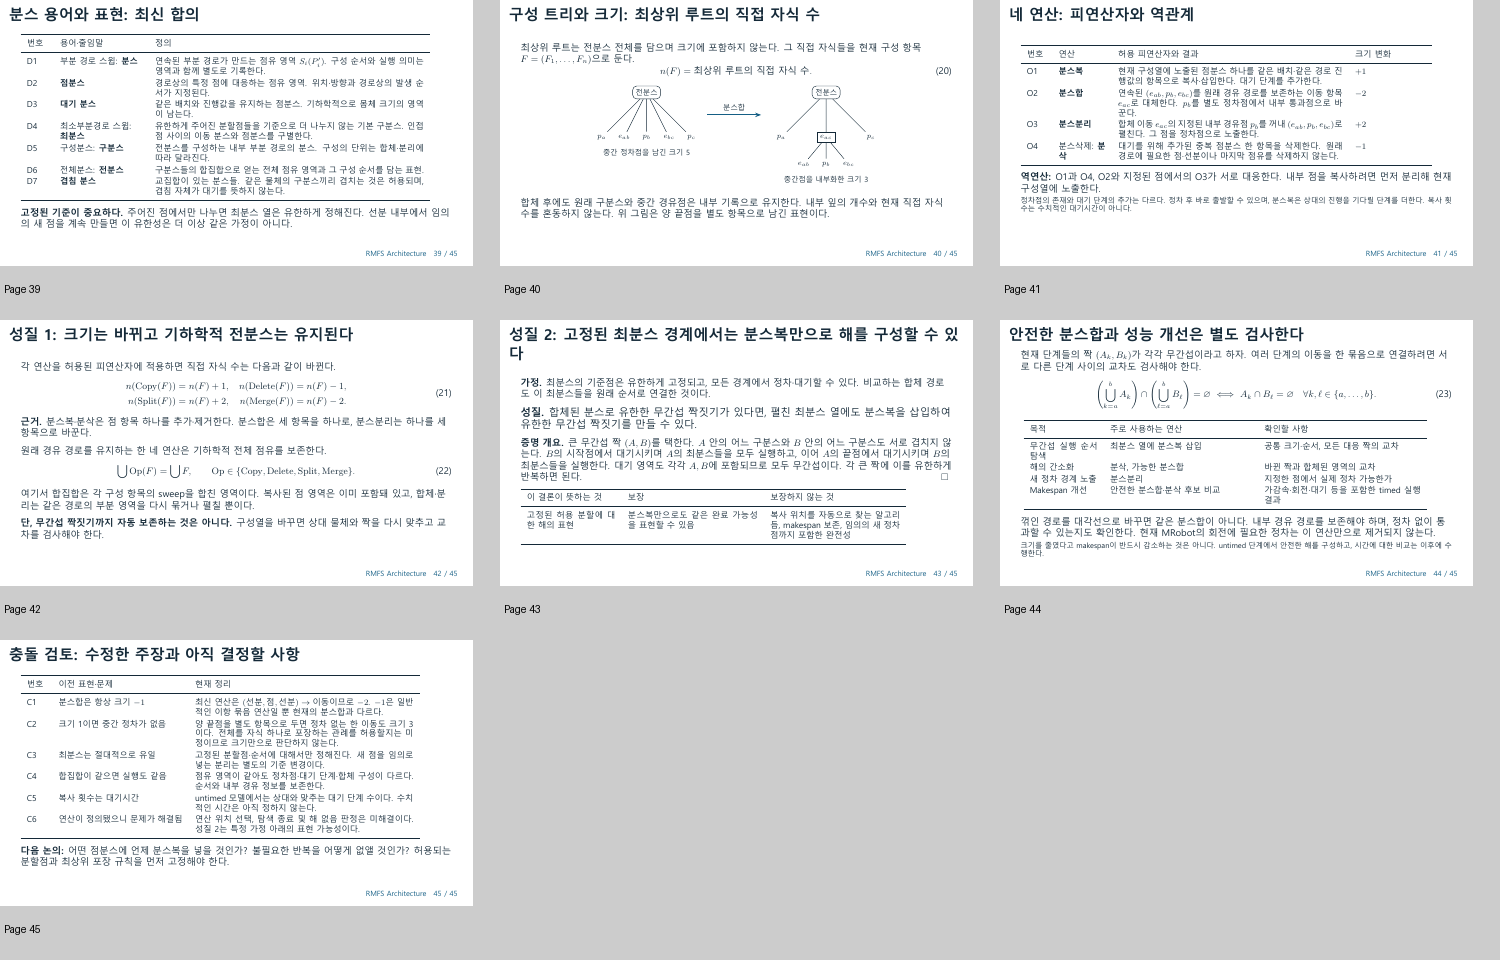 분스 용어와 표현: 최신 합의
번호 용어·줄임말 정의
D1 부분 경로 스윕: 분스 연속된 부분 경로가 만드는 점유 영역 S_i(P'_i). 구성 순서와 실행 의미는
영역과 함께 별도로 기록한다.
D2 점분스 경로상의 특정 점에 대응하는 점유 영역. 위치·방향과 경로상의 발생 순
서가 지정된다.
D3 대기 분스 같은 배치와 진행값을 유지하는 점분스. 기하학적으로 몸체 크기의 영역
이 남는다.
D4 최소부분경로 스윕: 유한하게 주어진 분할점들을 기준으로 더 나누지 않는 기본 구분스. 인접
최분스 점 사이의 이동 분스와 점분스를 구별한다.
D5 구성분스: 구분스 전분스를 구성하는 내부 부분 경로의 분스. 구성의 단위는 합체·분리에
따라 달라진다.
D6 전체분스: 전분스 구분스들의 합집합으로 얻는 전체 점유 영역과 그 구성 순서를 담는 표현.
D7 겹침 분스 교집합이 있는 분스들. 같은 물체의 구분스끼리 겹치는 것은 허용되며,
겹침 자체가 대기를 뜻하지 않는다.
고정된 기준이 중요하다. 주어진 점에서만 나누면 최분스 열은 유한하게 정해진다. 선분 내부에서 임의
의 새 점을 계속 만들면 이 유한성은 더 이상 같은 가정이 아니다.
RMFS Architecture 39 / 45
Page 39
구성 트리와 크기: 최상위 루트의 직접 자식 수
최상위 루트는 전분스 전체를 담으며 크기에 포함하지 않는다. 그 직접 자식들을 현재 구성 항목
F = (F_1, . . . , F_n)으로 둔다.
n(F) = 최상위 루트의 직접 자식 수. (20)
전분스 분스합 전분스
p_a e_ab p_b e_bc p_c p_a e_ac p_c
중간 정차점을 남긴 크기 5 e_ab p_b e_bc
중간점을 내부화한 크기 3
합체 후에도 원래 구분스와 중간 경유점은 내부 기록으로 유지한다. 내부 잎의 개수와 현재 직접 자식
수를 혼동하지 않는다. 위 그림은 양 끝점을 별도 항목으로 남긴 표현이다.
RMFS Architecture 40 / 45
Page 40
네 연산: 피연산자와 역관계
번호 연산 허용 피연산자와 결과 크기 변화
O1 분스복 현재 구성열에 노출된 점분스 하나를 같은 배치·같은 경로 진 +1
행값의 항목으로 복사·삽입한다. 대기 단계를 추가한다.
O2 분스합 연속된 (e_ab, p_b, e_bc)를 원래 경유 경로를 보존하는 이동 항목 −2
e_ac로 대체한다. p_b를 별도 정차점에서 내부 통과점으로 바
꾼다.
O3 분스분리 합체 이동 e_ac의 지정된 내부 경유점 p_b를 꺼내 (e_ab, p_b, e_bc)로 +2
펼친다. 그 점을 정차점으로 노출한다.
O4 분스삭제: 분 대기를 위해 추가된 중복 점분스 한 항목을 삭제한다. 원래 −1
삭 경로에 필요한 점·선분이나 마지막 점유를 삭제하지 않는다.
역연산: O1과 O4, O2와 지정된 점에서의 O3가 서로 대응한다. 내부 점을 복사하려면 먼저 분리해 현재
구성열에 노출한다.
정차점의 존재와 대기 단계의 추가는 다르다. 정차 후 바로 출발할 수 있으며, 분스복은 상대의 진행을 기다릴 단계를 더한다. 복사 횟
수는 수치적인 대기시간이 아니다.
RMFS Architecture 41 / 45
Page 41
성질 1: 크기는 바뀌고 기하학적 전분스는 유지된다
각 연산을 허용된 피연산자에 적용하면 직접 자식 수는 다음과 같이 바뀐다.
n(Copy(F)) = n(F) + 1, n(Delete(F)) = n(F) − 1,
n(Split(F)) = n(F) + 2, n(Merge(F)) = n(F) − 2. (21)
근거. 분스복·분삭은 점 항목 하나를 추가·제거한다. 분스합은 세 항목을 하나로, 분스분리는 하나를 세
항목으로 바꾼다.
원래 경유 경로를 유지하는 한 네 연산은 기하학적 전체 점유를 보존한다.
⋃ Op(F) = ⋃ F, Op ∈ {Copy, Delete, Split, Merge}. (22)
여기서 합집합은 각 구성 항목의 sweep을 합친 영역이다. 복사된 점 영역은 이미 포함돼 있고, 합체·분
리는 같은 경로의 부분 영역을 다시 묶거나 펼칠 뿐이다.
단, 무간섭 짝짓기까지 자동 보존하는 것은 아니다. 구성열을 바꾸면 상대 물체와 짝을 다시 맞추고 교
차를 검사해야 한다.
RMFS Architecture 42 / 45
Page 42
성질 2: 고정된 최분스 경계에서는 분스복만으로 해를 구성할 수 있
다
가정. 최분스의 기준점은 유한하게 고정되고, 모든 경계에서 정차·대기할 수 있다. 비교하는 합체 경로
도 이 최분스들을 원래 순서로 연결한 것이다.
성질. 합체된 분스로 유한한 무간섭 짝짓기가 있다면, 펼친 최분스 열에도 분스복을 삽입하여
유한한 무간섭 짝짓기를 만들 수 있다.
증명 개요. 큰 무간섭 짝 (A, B)를 택한다. A 안의 어느 구분스와 B 안의 어느 구분스도 서로 겹치지 않
는다. B의 시작점에서 대기시키며 A의 최분스들을 모두 실행하고, 이어 A의 끝점에서 대기시키며 B의
최분스들을 실행한다. 대기 영역도 각각 A, B에 포함되므로 모두 무간섭이다. 각 큰 짝에 이를 유한하게
반복하면 된다. □
이 결론이 뜻하는 것 보장 보장하지 않는 것
고정된 허용 분할에 대 분스복만으로도 같은 완료 가능성 복사 위치를 자동으로 찾는 알고리
한 해의 표현 을 표현할 수 있음 듬, makespan 보존, 임의의 새 정차
점까지 포함한 완전성
RMFS Architecture 43 / 45
Page 43
안전한 분스합과 성능 개선은 별도 검사한다
현재 단계들의 짝 (A_k, B_k)가 각각 무간섭이라고 하자. 여러 단계의 이동을 한 묶음으로 연결하려면 서
로 다른 단계 사이의 교차도 검사해야 한다.
(⋃_{k=a}^{b} A_k) ∩ (⋃_{ℓ=a}^{b} B_ℓ) = ∅ ⟺ A_k ∩ B_ℓ = ∅ ∀k, ℓ ∈ {a, . . . , b}. (23)
목적 주로 사용하는 연산 확인할 사항
무간섭 실행 순서 최분스 열에 분스복 삽입 공통 크기·순서, 모든 대응 짝의 교차
탐색
해의 간소화 분삭, 가능한 분스합 바뀐 짝과 합체된 영역의 교차
새 정차 경계 노출 분스분리 지정한 점에서 실제 정차 가능한가
Makespan 개선 안전한 분스합·분삭 후보 비교 가감속·회전·대기 등을 포함한 timed 실행
결과
꺾인 경로를 대각선으로 바꾸면 같은 분스합이 아니다. 내부 경유 경로를 보존해야 하며, 정차 없이 통
과할 수 있는지도 확인한다. 현재 MRobot의 회전에 필요한 정차는 이 연산만으로 제거되지 않는다.
크기를 줄였다고 makespan이 반드시 감소하는 것은 아니다. untimed 단계에서 안전한 해를 구성하고, 시간에 대한 비교는 이후에 수
행한다.
RMFS Architecture 44 / 45
Page 44
충돌 검토: 수정한 주장과 아직 결정할 사항
번호 이전 표현·문제 현재 정리
C1 분스합은 항상 크기 −1 최신 연산은 (선분, 점, 선분) → 이동이므로 −2. −1은 일반
적인 이항 묶음 연산일 뿐 현재의 분스합과 다르다.
C2 크기 1이면 중간 정차가 없음 양 끝점을 별도 항목으로 두면 정차 없는 한 이동도 크기 3
이다. 전체를 자식 하나로 포장하는 관례를 허용할지는 미
정이므로 크기만으로 판단하지 않는다.
C3 최분스는 절대적으로 유일 고정된 분할점·순서에 대해서만 정해진다. 새 점을 임의로
넣는 분리는 별도의 기준 변경이다.
C4 합집합이 같으면 실행도 같음 점유 영역이 같아도 정차점·대기 단계·합체 구성이 다르다.
순서와 내부 경유 정보를 보존한다.
C5 복사 횟수는 대기시간 untimed 모델에서는 상대와 맞추는 대기 단계 수이다. 수치
적인 시간은 아직 정하지 않는다.
C6 연산이 정의됐으니 문제가 해결됨 연산 위치 선택, 탐색 종료 및 해 없음 판정은 미해결이다.
성질 2는 특정 가정 아래의 표현 가능성이다.
다음 논의: 어떤 점분스에 언제 분스복을 넣을 것인가? 불필요한 반복을 어떻게 없앨 것인가? 허용되는
분할점과 최상위 포장 규칙을 먼저 고정해야 한다.
RMFS Architecture 45 / 45
Page 45